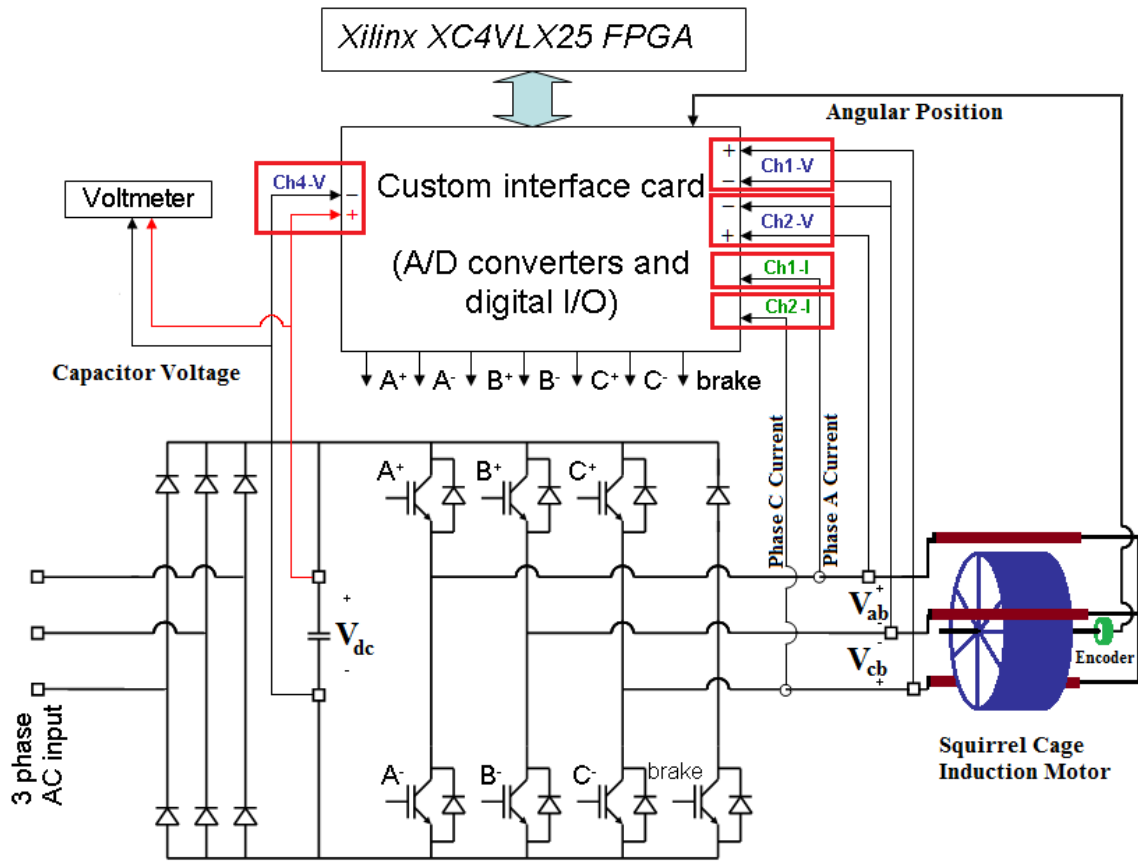 Xilinx XC4VLX25 FPGA
Angular Position
+
Ch1-V
−
Ch4-V
−
+
Custom interface card
−
Ch2-V
+
Voltmeter
(A/D converters and
digital I/O)
Ch1-I
Ch2-I
Capacitor Voltage
A+ A- B+ B- C+ C- brake
Phase C Current
Phase A Current
A+
B+
C+
+
Vdc
-
+
Vab
-
-
Vcb
+
Encoder
3 phase
AC input
A-
B-
C-
brake
Squirrel Cage
Induction Motor